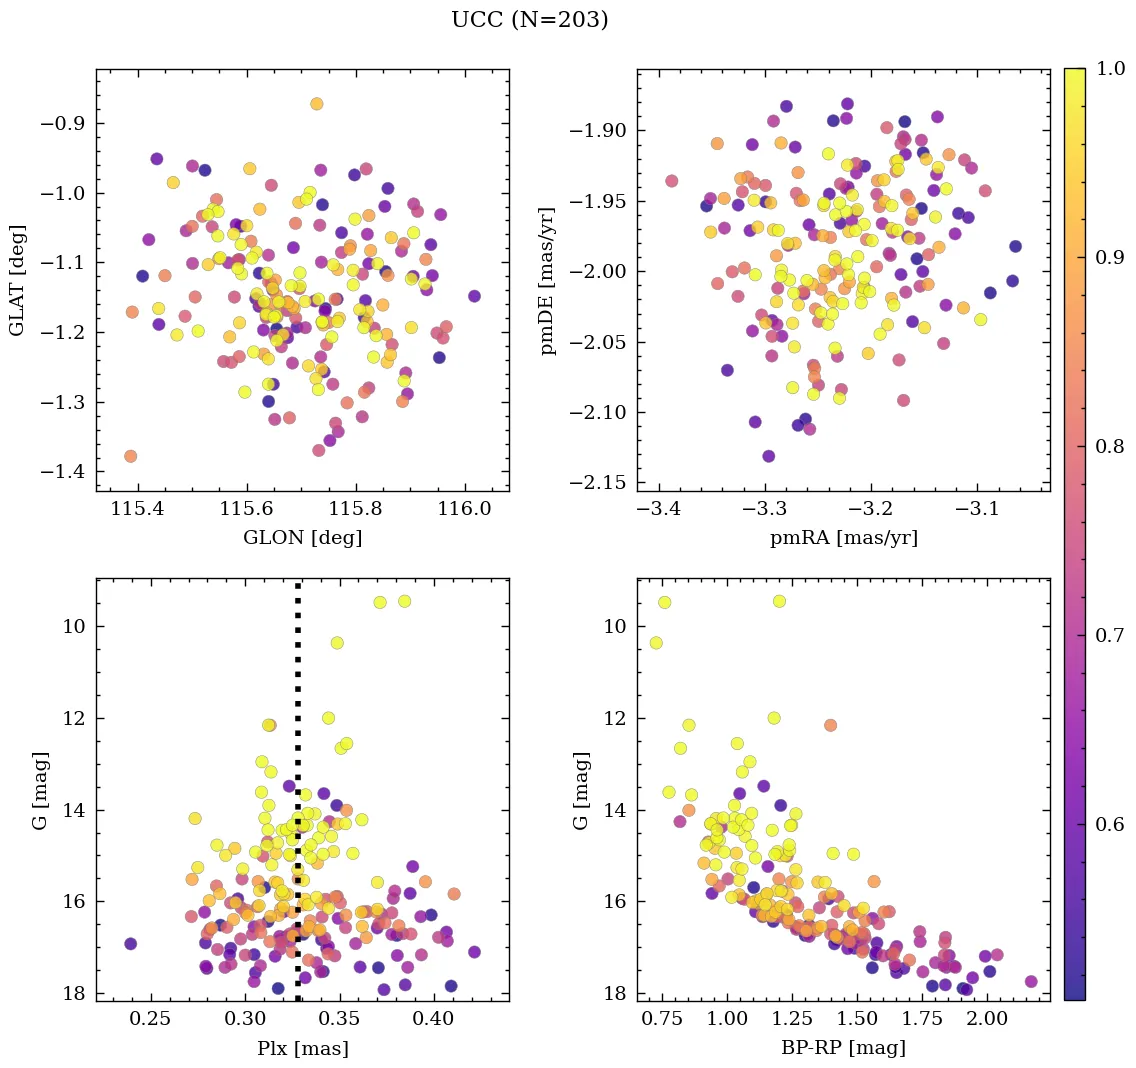 UCC (N=203)
−0.9
−1.0
−1.1
−1.2
−1.3
−1.4
GLAT [deg]
115.4 115.6 115.8 116.0
GLON [deg]
−1.90
−1.95
−2.00
−2.05
−2.10
−2.15
pmDE [mas/yr]
−3.4 −3.3 −3.2 −3.1
pmRA [mas/yr]
10
12
14
16
18
G [mag]
0.25 0.30 0.35 0.40
Plx [mas]
10
12
14
16
18
G [mag]
0.75 1.00 1.25 1.50 1.75 2.00
BP-RP [mag]
1.0
0.9
0.8
0.7
0.6